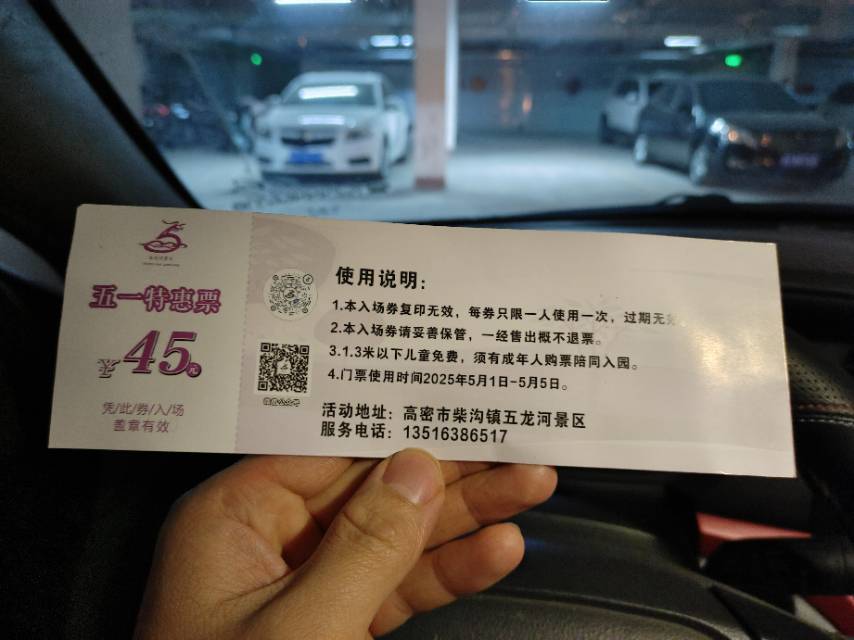 五一特惠票
¥45元
凭/此/券/入/场
盖章有效
使用说明：
1.本入场券复印无效，每券只限一人使用一次，过期无效
2.本入场券请妥善保管，一经售出概不退票。
3.1.3米以下儿童免费，须有成年人购票陪同入园。
4.门票使用时间2025年5月1日-5月5日。
活动地址：高密市柴沟镇五龙河景区
服务电话：13516386517